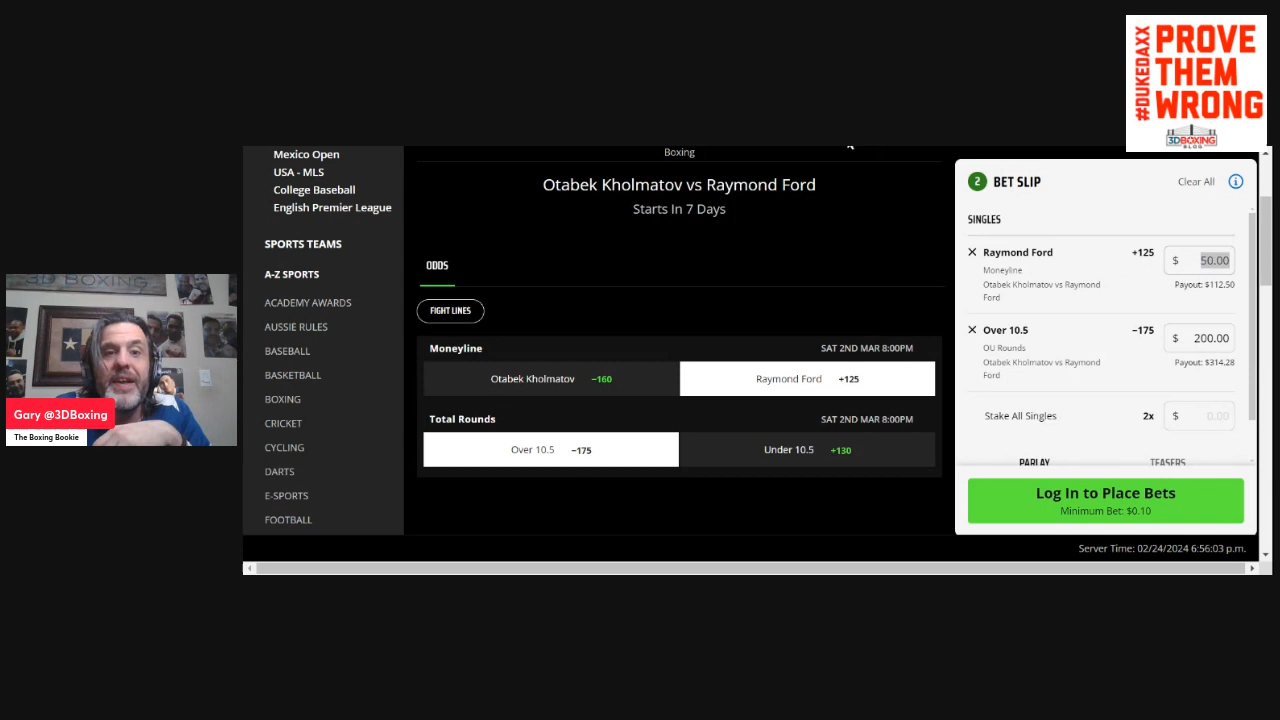 #DUKEDAXX
PROVE
THEM
WRONG
3DBOXING
BLOG
Mexico Open
USA - MLS
College Baseball
English Premier League
SPORTS TEAMS
A-Z SPORTS
ACADEMY AWARDS
AUSSIE RULES
BASEBALL
BASKETBALL
BOXING
CRICKET
CYCLING
DARTS
E-SPORTS
FOOTBALL
Boxing
Otabek Kholmatov vs Raymond Ford
Starts In 7 Days
ODDS
FIGHT LINES
Moneyline SAT 2ND MAR 8:00PM
Otabek Kholmatov −160 Raymond Ford +125
Total Rounds SAT 2ND MAR 8:00PM
Over 10.5 −175 Under 10.5 +130
2 BET SLIP Clear All
SINGLES
Raymond Ford +125 $ 50.00
Moneyline
Otabek Kholmatov vs Raymond Payout: $112.50
Ford
Over 10.5 −175 $ 200.00
OU Rounds
Otabek Kholmatov vs Raymond Payout: $314.28
Ford
Stake All Singles 2x $ 0.00
PARLAY TEASERS
Log In to Place Bets
Minimum Bet: $0.10
Server Time: 02/24/2024 6:56:03 p.m.
3D BOXING
Gary @3DBoxing
The Boxing Bookie